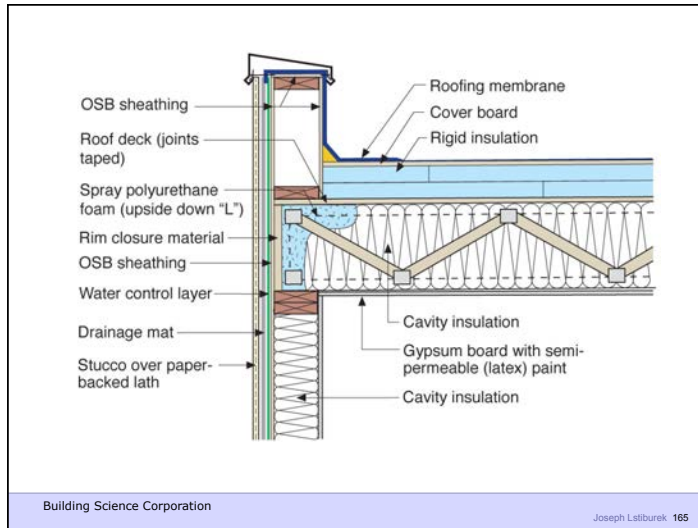 OSB sheathing
Roof deck (joints
taped)
Spray polyurethane
foam (upside down “L”)
Rim closure material
OSB sheathing
Water control layer
Drainage mat
Stucco over paper-
backed lath
Roofing membrane
Cover board
Rigid insulation
Cavity insulation
Gypsum board with semi-
permeable (latex) paint
Cavity insulation
Building Science Corporation
Joseph Lstiburek 165